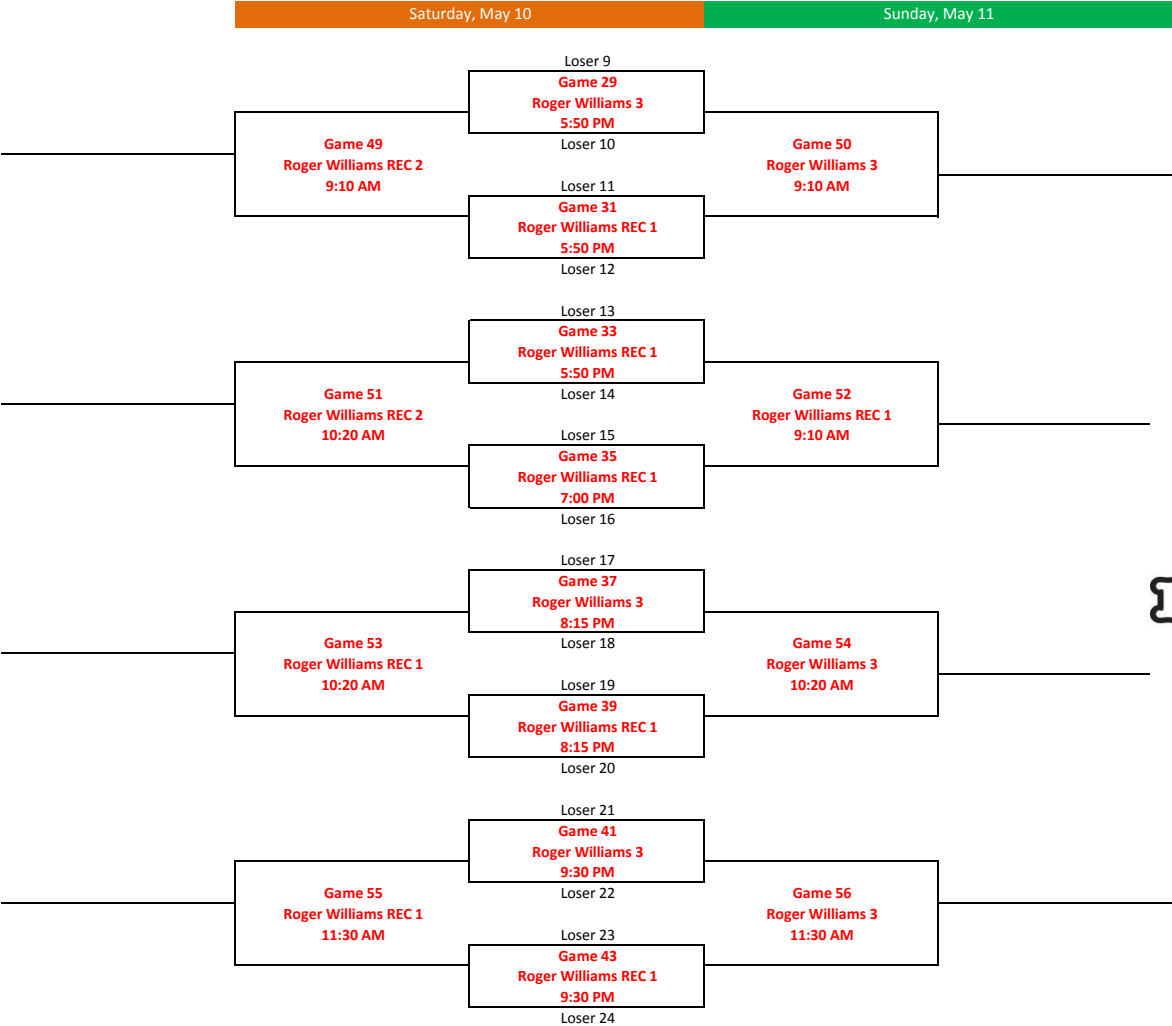 Saturday, May 10
Sunday, May 11
Loser 9
Game 29
Roger Williams 3
5:50 PM
Loser 10
Game 49
Roger Williams REC 2
9:10 AM
Game 50
Roger Williams 3
9:10 AM
Loser 11
Game 31
Roger Williams REC 1
5:50 PM
Loser 12
Loser 13
Game 33
Roger Williams REC 1
5:50 PM
Loser 14
Game 51
Roger Williams REC 2
10:20 AM
Game 52
Roger Williams REC 1
9:10 AM
Loser 15
Game 35
Roger Williams REC 1
7:00 PM
Loser 16
Loser 17
Game 37
Roger Williams 3
8:15 PM
Loser 18
Game 53
Roger Williams REC 1
10:20 AM
Game 54
Roger Williams 3
10:20 AM
Loser 19
Game 39
Roger Williams REC 1
8:15 PM
Loser 20
Loser 21
Game 41
Roger Williams 3
9:30 PM
Loser 22
Game 55
Roger Williams REC 1
11:30 AM
Game 56
Roger Williams 3
11:30 AM
Loser 23
Game 43
Roger Williams REC 1
9:30 PM
Loser 24